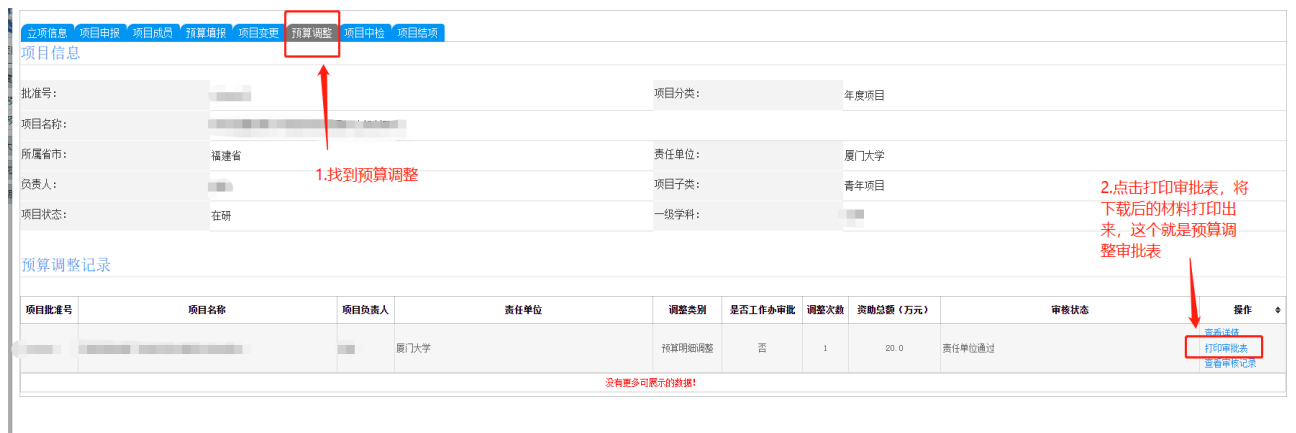 立项信息 项目申报 项目成员 预算填报 项目变更 预算调整 项目中检 项目结项
项目信息
批准号： 项目分类： 年度项目
项目名称：
所属省市： 福建省 责任单位： 厦门大学
1.找到预算调整
负责人： 项目子类： 青年项目
项目状态： 在研 一级学科：
2.点击打印审批表，将
下载后的材料打印出
来，这个就是预算调
整审批表
预算调整记录
项目批准号 项目名称 项目负责人 责任单位 调整类别 是否工作办审批 调整次数 资助总额（万元） 审核状态 操作
厦门大学 预算明细调整 否 1 20.0 责任单位通过
查看详情
打印审批表
查看审核记录
没有更多可展示的数据!